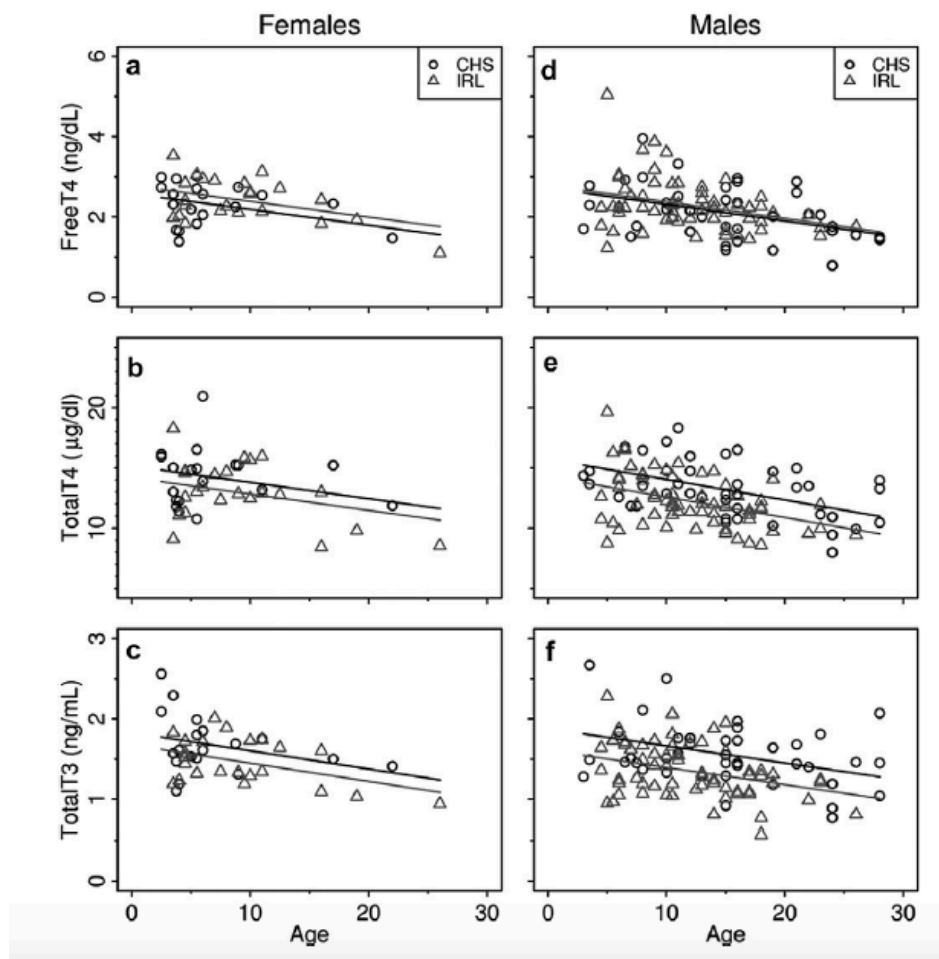 Females
Males
a
CHS
IRL
d
CHS
IRL
FreeT4 (ng/dL)
6
4
2
0
b
e
TotalT4 (µg/dl)
20
10
c
f
TotalT3 (ng/mL)
3
2
1
0
0
10
20
30
0
10
20
30
Age
Age